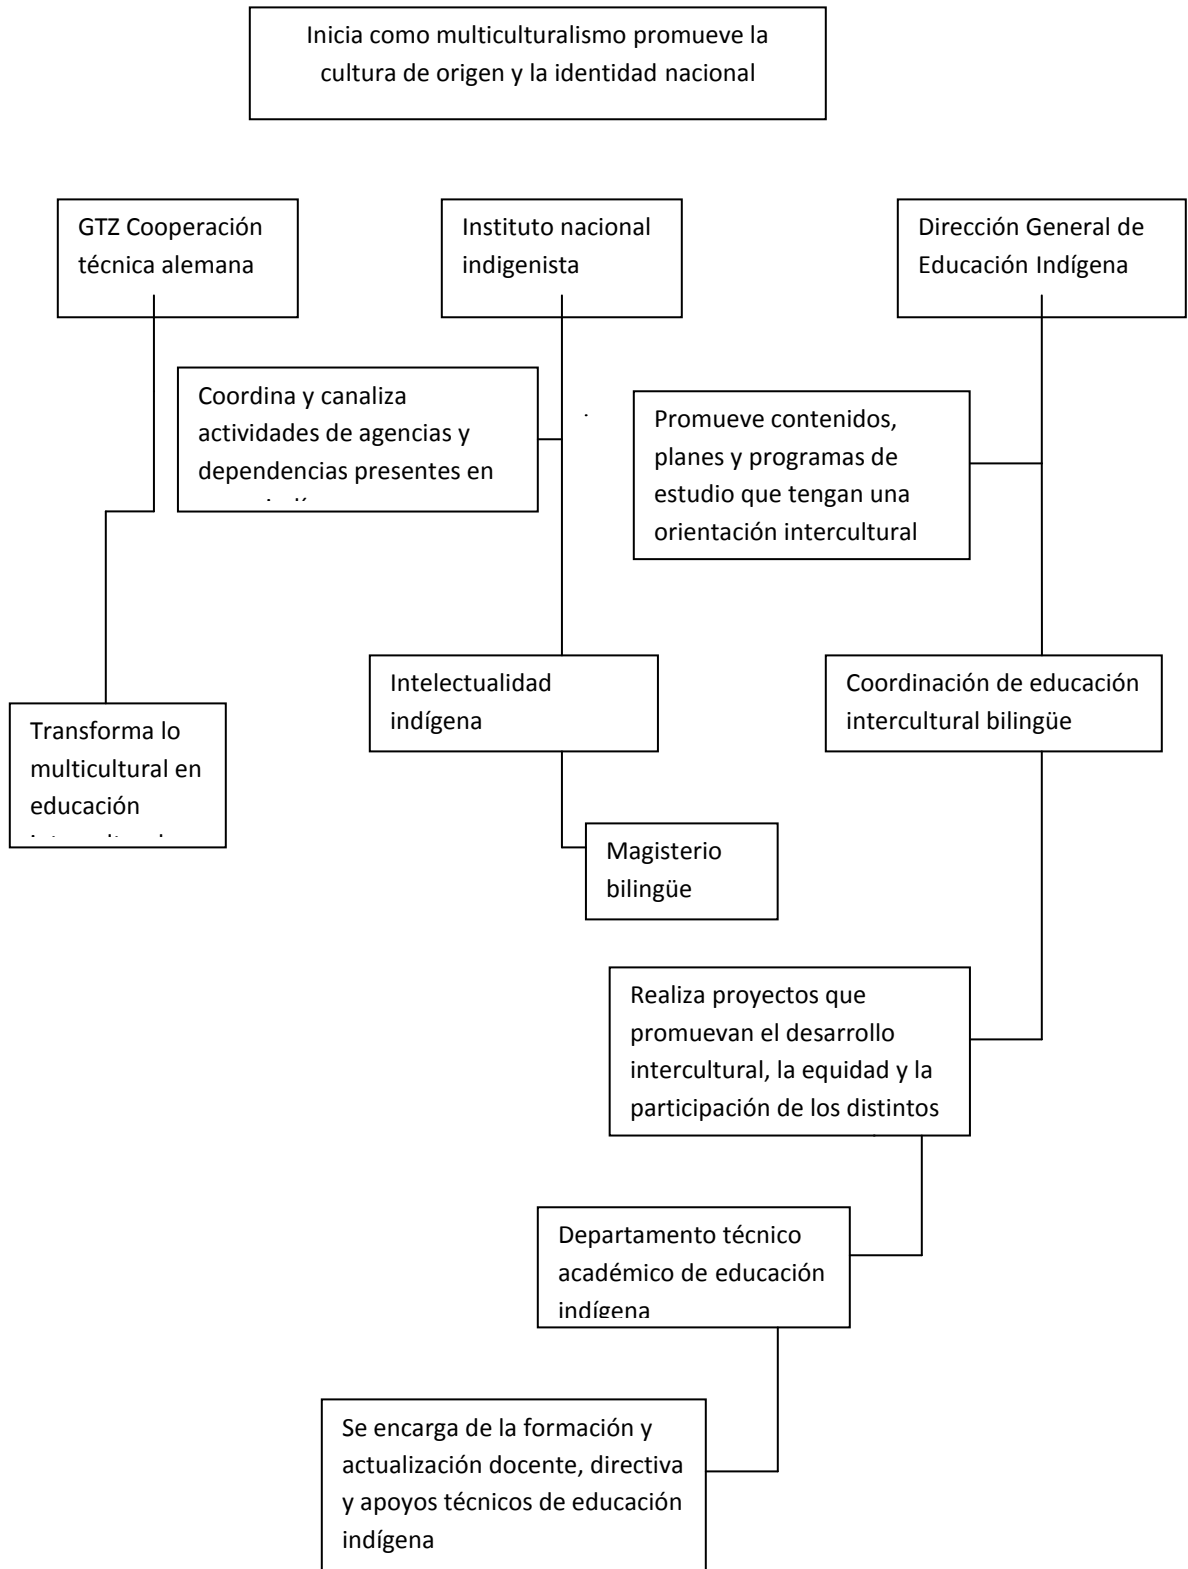 Inicia como multiculturalismo promueve la
cultura de origen y la identidad nacional
GTZ Cooperación
técnica alemana
Instituto nacional
indigenista
Dirección General de
Educación Indígena
Coordina y canaliza
actividades de agencias y
dependencias presentes en
Promueve contenidos,
planes y programas de
estudio que tengan una
orientación intercultural
Intelectualidad
indígena
Coordinación de educación
intercultural bilingüe
Transforma lo
multicultural en
educación
Magisterio
bilingüe
Realiza proyectos que
promuevan el desarrollo
intercultural, la equidad y la
participación de los distintos
Departamento técnico
académico de educación
indígena
Se encarga de la formación y
actualización docente, directiva
y apoyos técnicos de educación
indígena